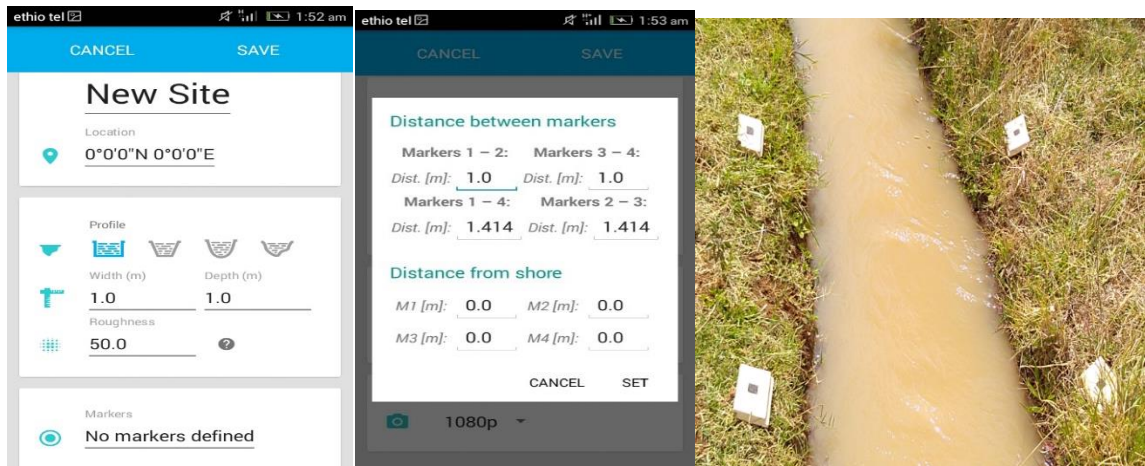 ethio tel 1:52 am
CANCEL SAVE
New Site
Location
0°0'0"N 0°0'0"E
Profile
Width (m) Depth (m)
1.0 1.0
Roughness
50.0
Markers
No markers defined
ethio tel H 1:53 am
CANCEL SAVE
Distance between markers
Markers 1 – 2: Markers 3 – 4:
Dist. [m]: 1.0 Dist. [m]: 1.0
Markers 1 – 4: Markers 2 – 3:
Dist. [m]: 1.414 Dist. [m]: 1.414
Distance from shore
M1 [m]: 0.0 M2 [m]: 0.0
M3 [m]: 0.0 M4 [m]: 0.0
CANCEL SET
1080p